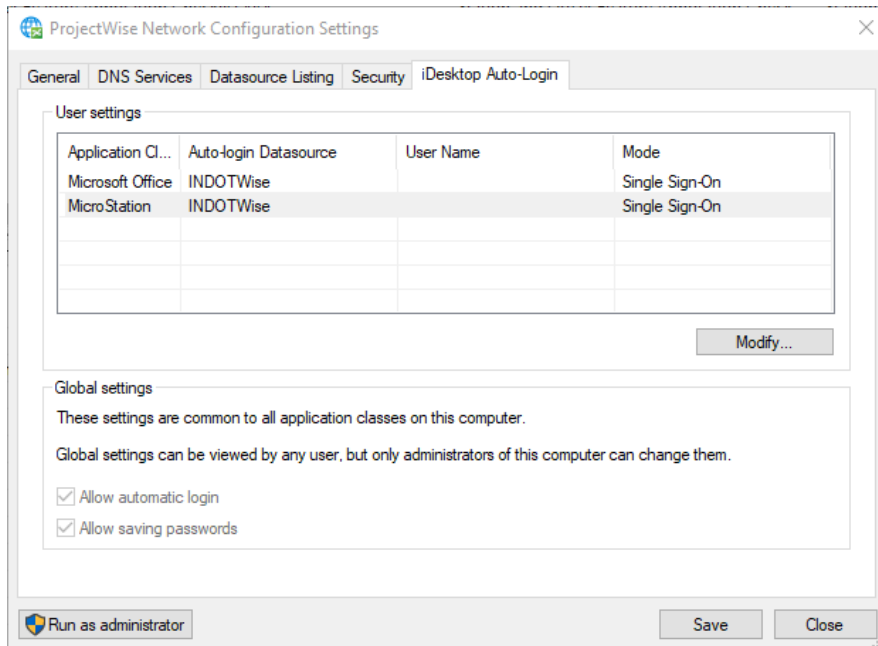 ProjectWise Network Configuration Settings
General DNS Services Datasource Listing Security iDesktop Auto-Login
User settings
Application Cl... Auto-login Datasource User Name Mode
Microsoft Office INDOTWise Single Sign-On
MicroStation INDOTWise Single Sign-On
Modify...
Global settings
These settings are common to all application classes on this computer.
Global settings can be viewed by any user, but only administrators of this computer can change them.
Allow automatic login
Allow saving passwords
Run as administrator Save Close